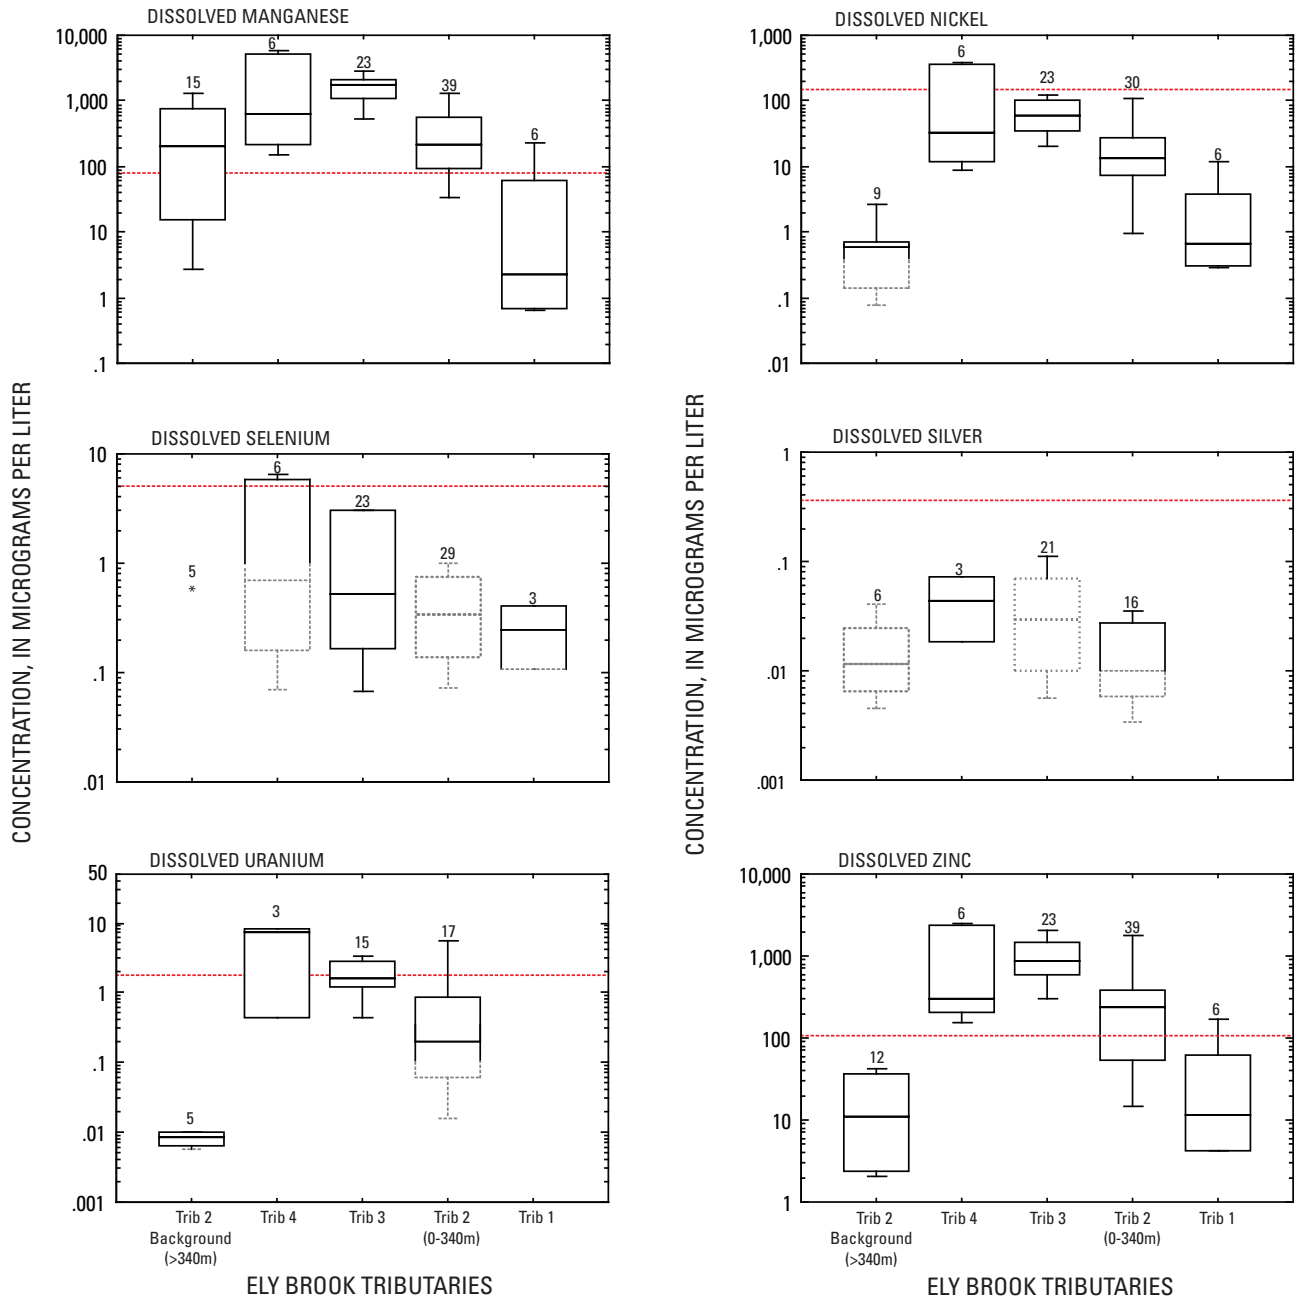 DISSOLVED MANGANESE
10,000
1,000
100
10
1
.1
15
6
23
39
6
DISSOLVED NICKEL
1,000
100
10
1
.1
.01
9
6
23
30
6
CONCENTRATION, IN MICROGRAMS PER LITER
DISSOLVED SELENIUM
10
1
.1
.01
5
*
6
23
29
3
CONCENTRATION, IN MICROGRAMS PER LITER
DISSOLVED SILVER
1
.1
.01
.001
6
3
21
16
DISSOLVED URANIUM
50
10
1
.1
.01
.001
5
3
15
17
Trib 2
Background
(>340m)
Trib 4
Trib 3
Trib 2
(0-340m)
Trib 1
ELY BROOK TRIBUTARIES
DISSOLVED ZINC
10,000
1,000
100
10
1
12
6
23
39
6
Trib 2
Background
(>340m)
Trib 4
Trib 3
Trib 2
(0-340m)
Trib 1
ELY BROOK TRIBUTARIES